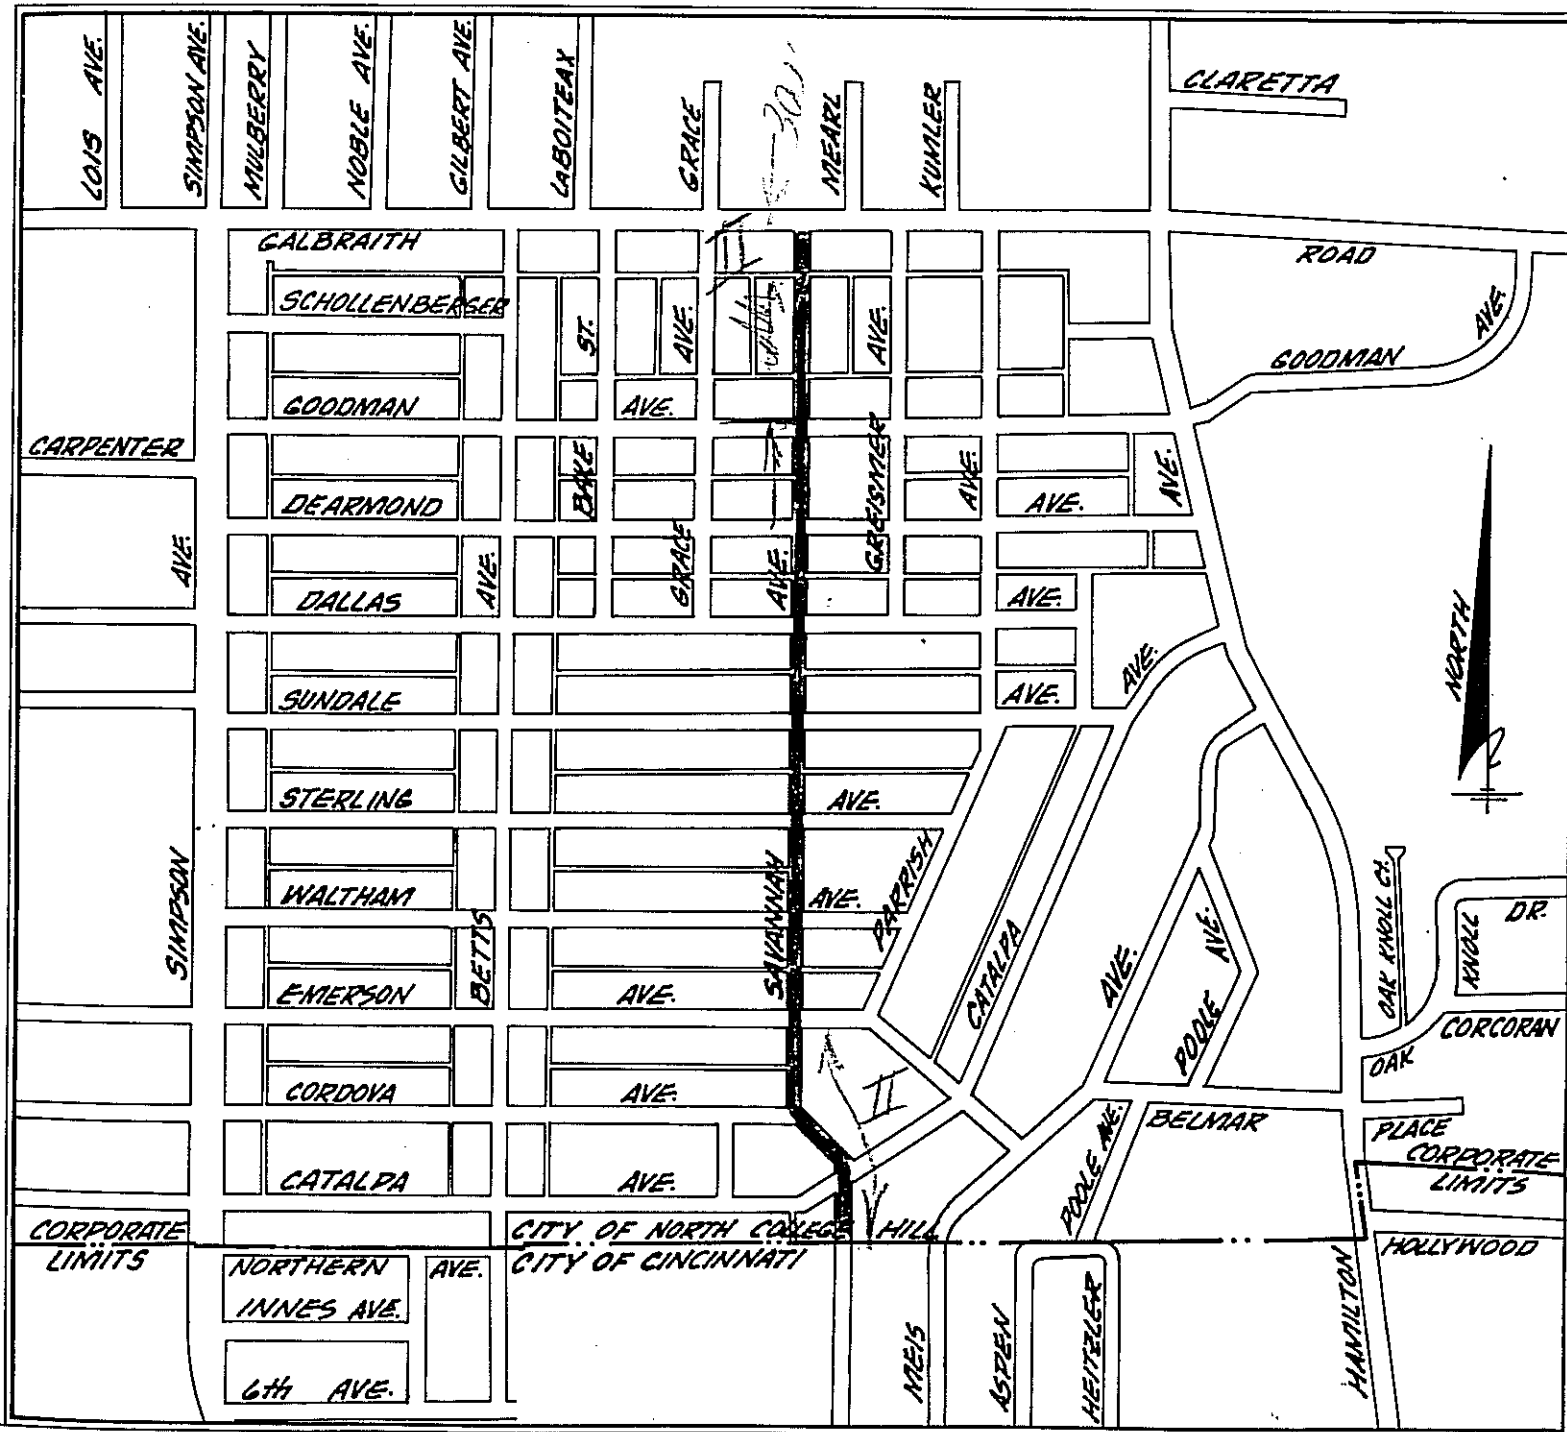 LOIS AVE.
SIMPSON AVE.
MULBERRY
NOBLE AVE.
GILBERT AVE.
LABOITEAX
GRACE
MEARL
KUMLER
CLARETTA
GALBRAITH
ROAD
SCHOLLENBERGER
ST.
AVE.
AVE.
GOODMAN
AVE.
GOODMAN
AVE.
CARPENTER
AVE.
DEARMOND
BAKE
GREISMER
AVE.
AVE.
AVE.
DALLAS
AVE.
GRACE
AVE.
AVE.
NORTH
SUNDALE
AVE.
AVE.
STERLING
AVE.
SIMPSON
WALTHAM
SAVANNAH
AVE.
PARRISH
OAK KNOLL CT.
KNOLL
DR.
EMERSON
BETTS
AVE.
CATALPA
AVE.
POOLE
AVE.
CORCORAN
OAK
CORDOVA
AVE.
BELMAR
PLACE
CATALPA
AVE.
POOLE AVE.
CORPORATE
LIMITS
CORPORATE
LIMITS
CITY OF NORTH COLLEGE HILL
CITY OF CINCINNATI
HOLLYWOOD
NORTHERN
AVE.
INNES AVE.
6th AVE.
MEIS
ASPEN
HEITZLER
HAMILTON